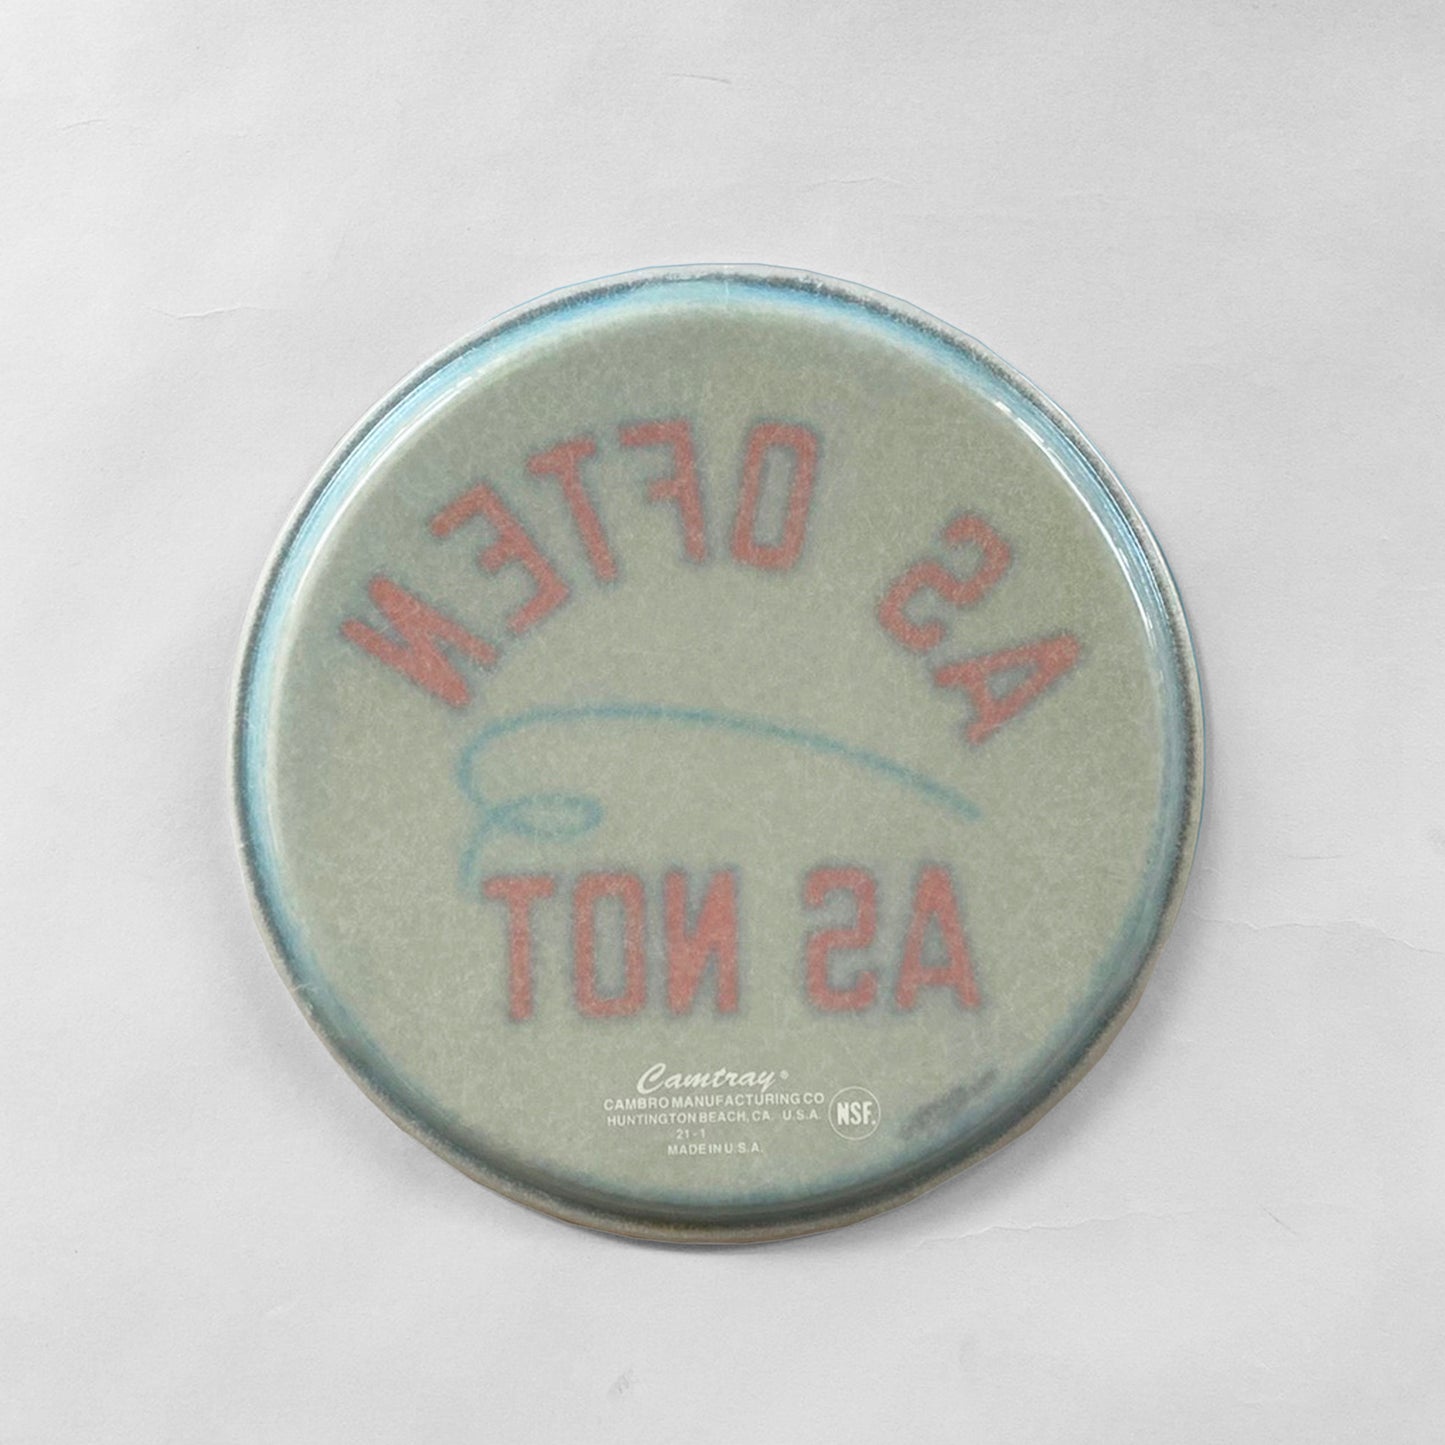 AS OFTEN
AS NOT
Camtray®
CAMBRO MANUFACTURING CO
HUNTINGTON BEACH, CA. U.S.A.
21-1
MADE IN U.S.A.
NSF.